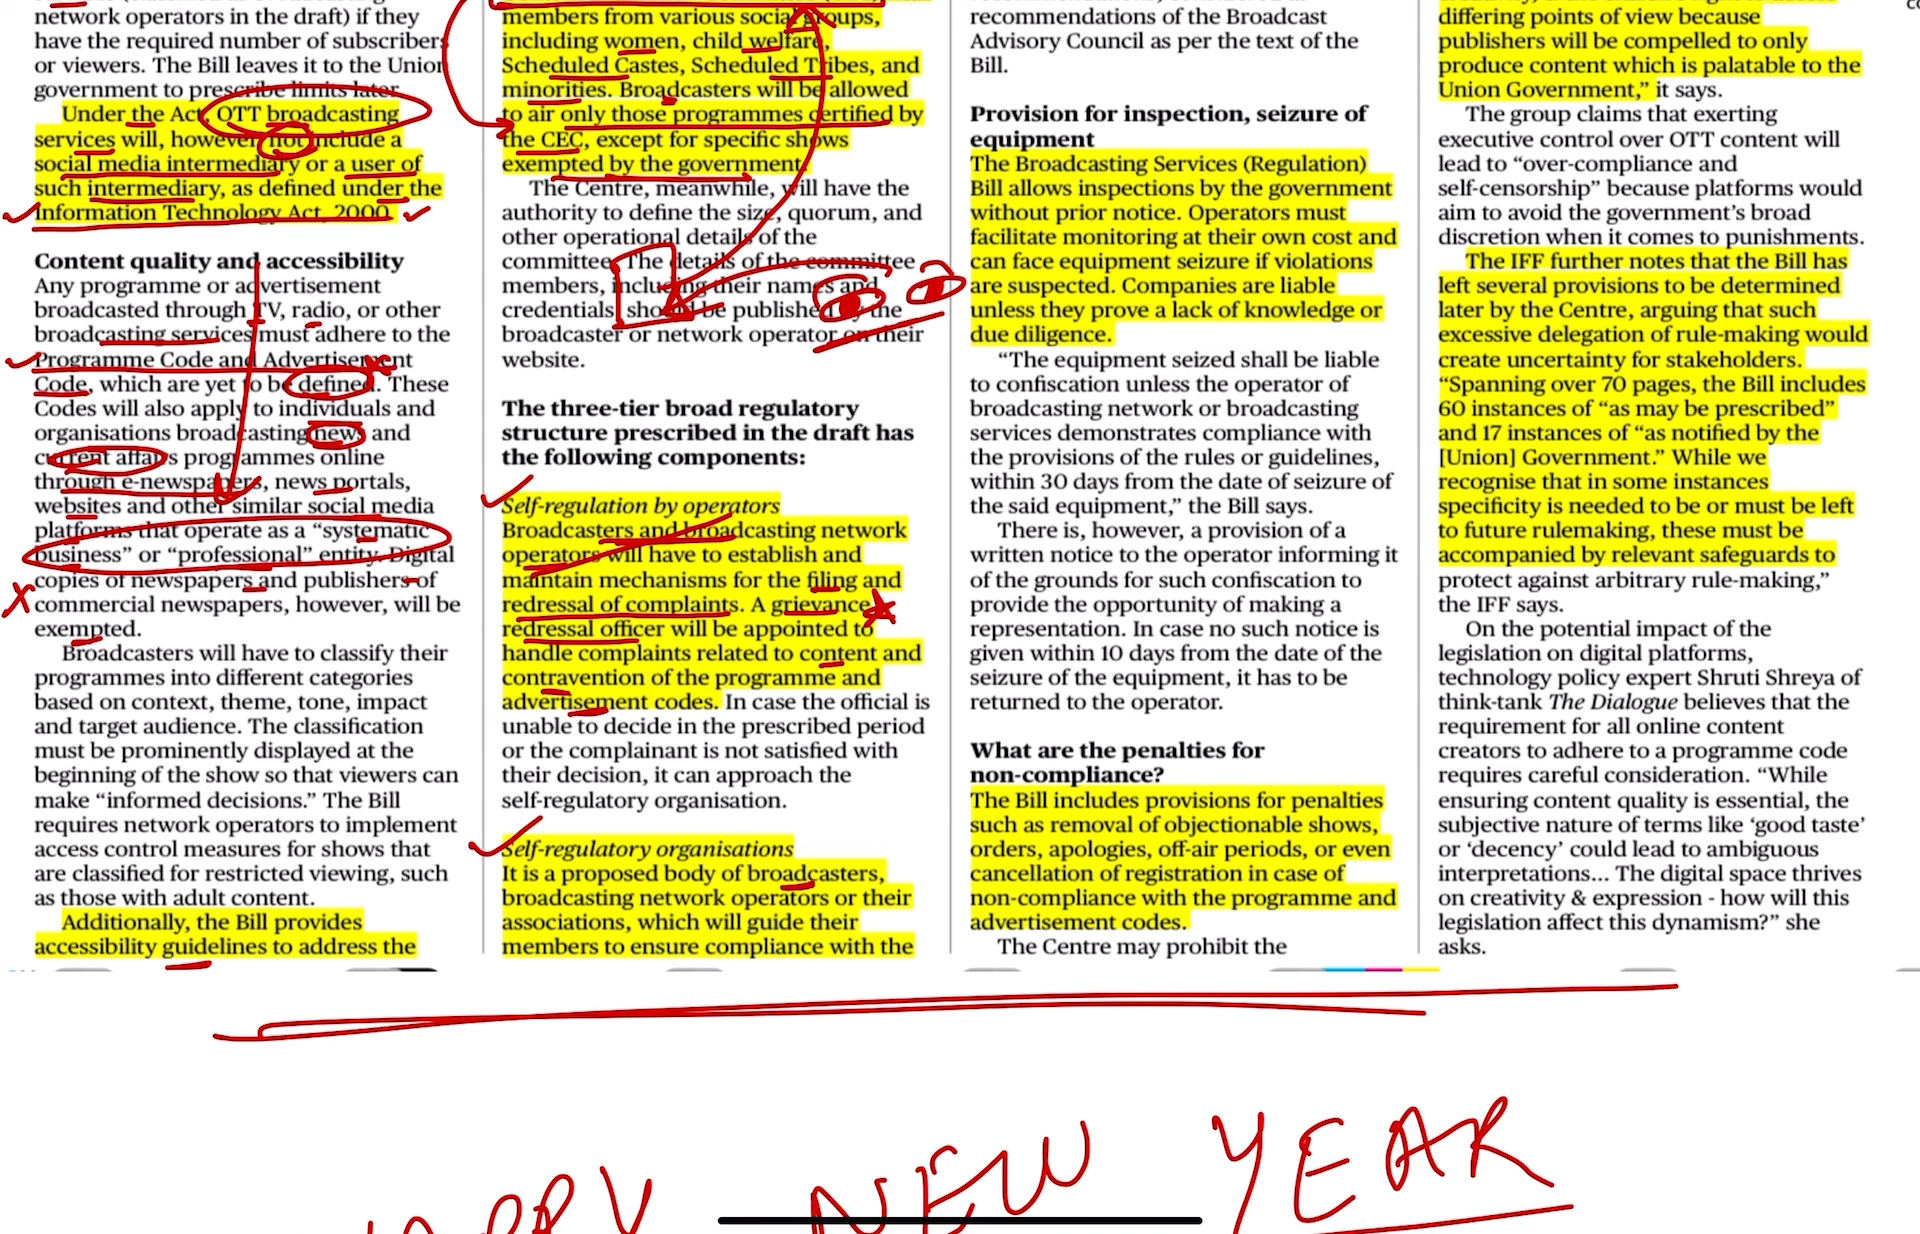 network operators in the draft) if they
have the required number of subscribers
or viewers. The Bill leaves it to the Union
government to prescribe limits later.
Under the Act, OTT broadcasting
services will, however, not include a
social media intermediary or a user of
such intermediary, as defined under the
Information Technology Act, 2000.
Content quality and accessibility
Any programme or advertisement
broadcasted through TV, radio, or other
broadcasting services must adhere to the
Programme Code and Advertisement
Code, which are yet to be defined. These
Codes will also apply to individuals and
organisations broadcasting news and
current affairs programmes online
through e-newspapers, news portals,
websites and other similar social media
platforms that operate as a “systematic
business” or “professional” entity. Digital
copies of newspapers and publishers of
commercial newspapers, however, will be
exempted.
Broadcasters will have to classify their
programmes into different categories
based on context, theme, tone, impact
and target audience. The classification
must be prominently displayed at the
beginning of the show so that viewers can
make “informed decisions.” The Bill
requires network operators to implement
access control measures for shows that
are classified for restricted viewing, such
as those with adult content.
Additionally, the Bill provides
accessibility guidelines to address the
members from various social groups,
including women, child welfare,
Scheduled Castes, Scheduled Tribes, and
minorities. Broadcasters will be allowed
to air only those programmes certified by
the CEC, except for specific shows
exempted by the government.
The Centre, meanwhile, will have the
authority to define the size, quorum, and
other operational details of the
committee. The details of the committee
members, including their names and
credentials, should be published by the
broadcaster or network operator on their
website.
The three-tier broad regulatory
structure prescribed in the draft has
the following components:
Self-regulation by operators
Broadcasters and broadcasting network
operators will have to establish and
maintain mechanisms for the filing and
redressal of complaints. A grievance
redressal officer will be appointed to
handle complaints related to content and
contravention of the programme and
advertisement codes. In case the official is
unable to decide in the prescribed period
or the complainant is not satisfied with
their decision, it can approach the
self-regulatory organisation.
Self-regulatory organisations
It is a proposed body of broadcasters,
broadcasting network operators or their
associations, which will guide their
members to ensure compliance with the
recommendations of the Broadcast
Advisory Council as per the text of the
Bill.
Provision for inspection, seizure of
equipment
The Broadcasting Services (Regulation)
Bill allows inspections by the government
without prior notice. Operators must
facilitate monitoring at their own cost and
can face equipment seizure if violations
are suspected. Companies are liable
unless they prove a lack of knowledge or
due diligence.
“The equipment seized shall be liable
to confiscation unless the operator of
broadcasting network or broadcasting
services demonstrates compliance with
the provisions of the rules or guidelines,
within 30 days from the date of seizure of
the said equipment,” the Bill says.
There is, however, a provision of a
written notice to the operator informing it
of the grounds for such confiscation to
provide the opportunity of making a
representation. In case no such notice is
given within 10 days from the date of the
seizure of the equipment, it has to be
returned to the operator.
What are the penalties for
non-compliance?
The Bill includes provisions for penalties
such as removal of objectionable shows,
orders, apologies, off-air periods, or even
cancellation of registration in case of
non-compliance with the programme and
advertisement codes.
The Centre may prohibit the
differing points of view because
publishers will be compelled to only
produce content which is palatable to the
Union Government,” it says.
The group claims that exerting
executive control over OTT content will
lead to “over-compliance and
self-censorship” because platforms would
aim to avoid the government’s broad
discretion when it comes to punishments.
The IFF further notes that the Bill has
left several provisions to be determined
later by the Centre, arguing that such
excessive delegation of rule-making would
create uncertainty for stakeholders.
“Spanning over 70 pages, the Bill includes
60 instances of “as may be prescribed”
and 17 instances of “as notified by the
[Union] Government.” While we
recognise that in some instances
specificity is needed to be or must be left
to future rulemaking, these must be
accompanied by relevant safeguards to
protect against arbitrary rule-making,”
the IFF says.
On the potential impact of the
legislation on digital platforms,
technology policy expert Shruti Shreya of
think-tank The Dialogue believes that the
requirement for all online content
creators to adhere to a programme code
requires careful consideration. “While
ensuring content quality is essential, the
subjective nature of terms like ‘good taste’
or ‘decency’ could lead to ambiguous
interpretations... The digital space thrives
on creativity & expression - how will this
legislation affect this dynamism?” she
asks.
HAPPY NEW YEAR